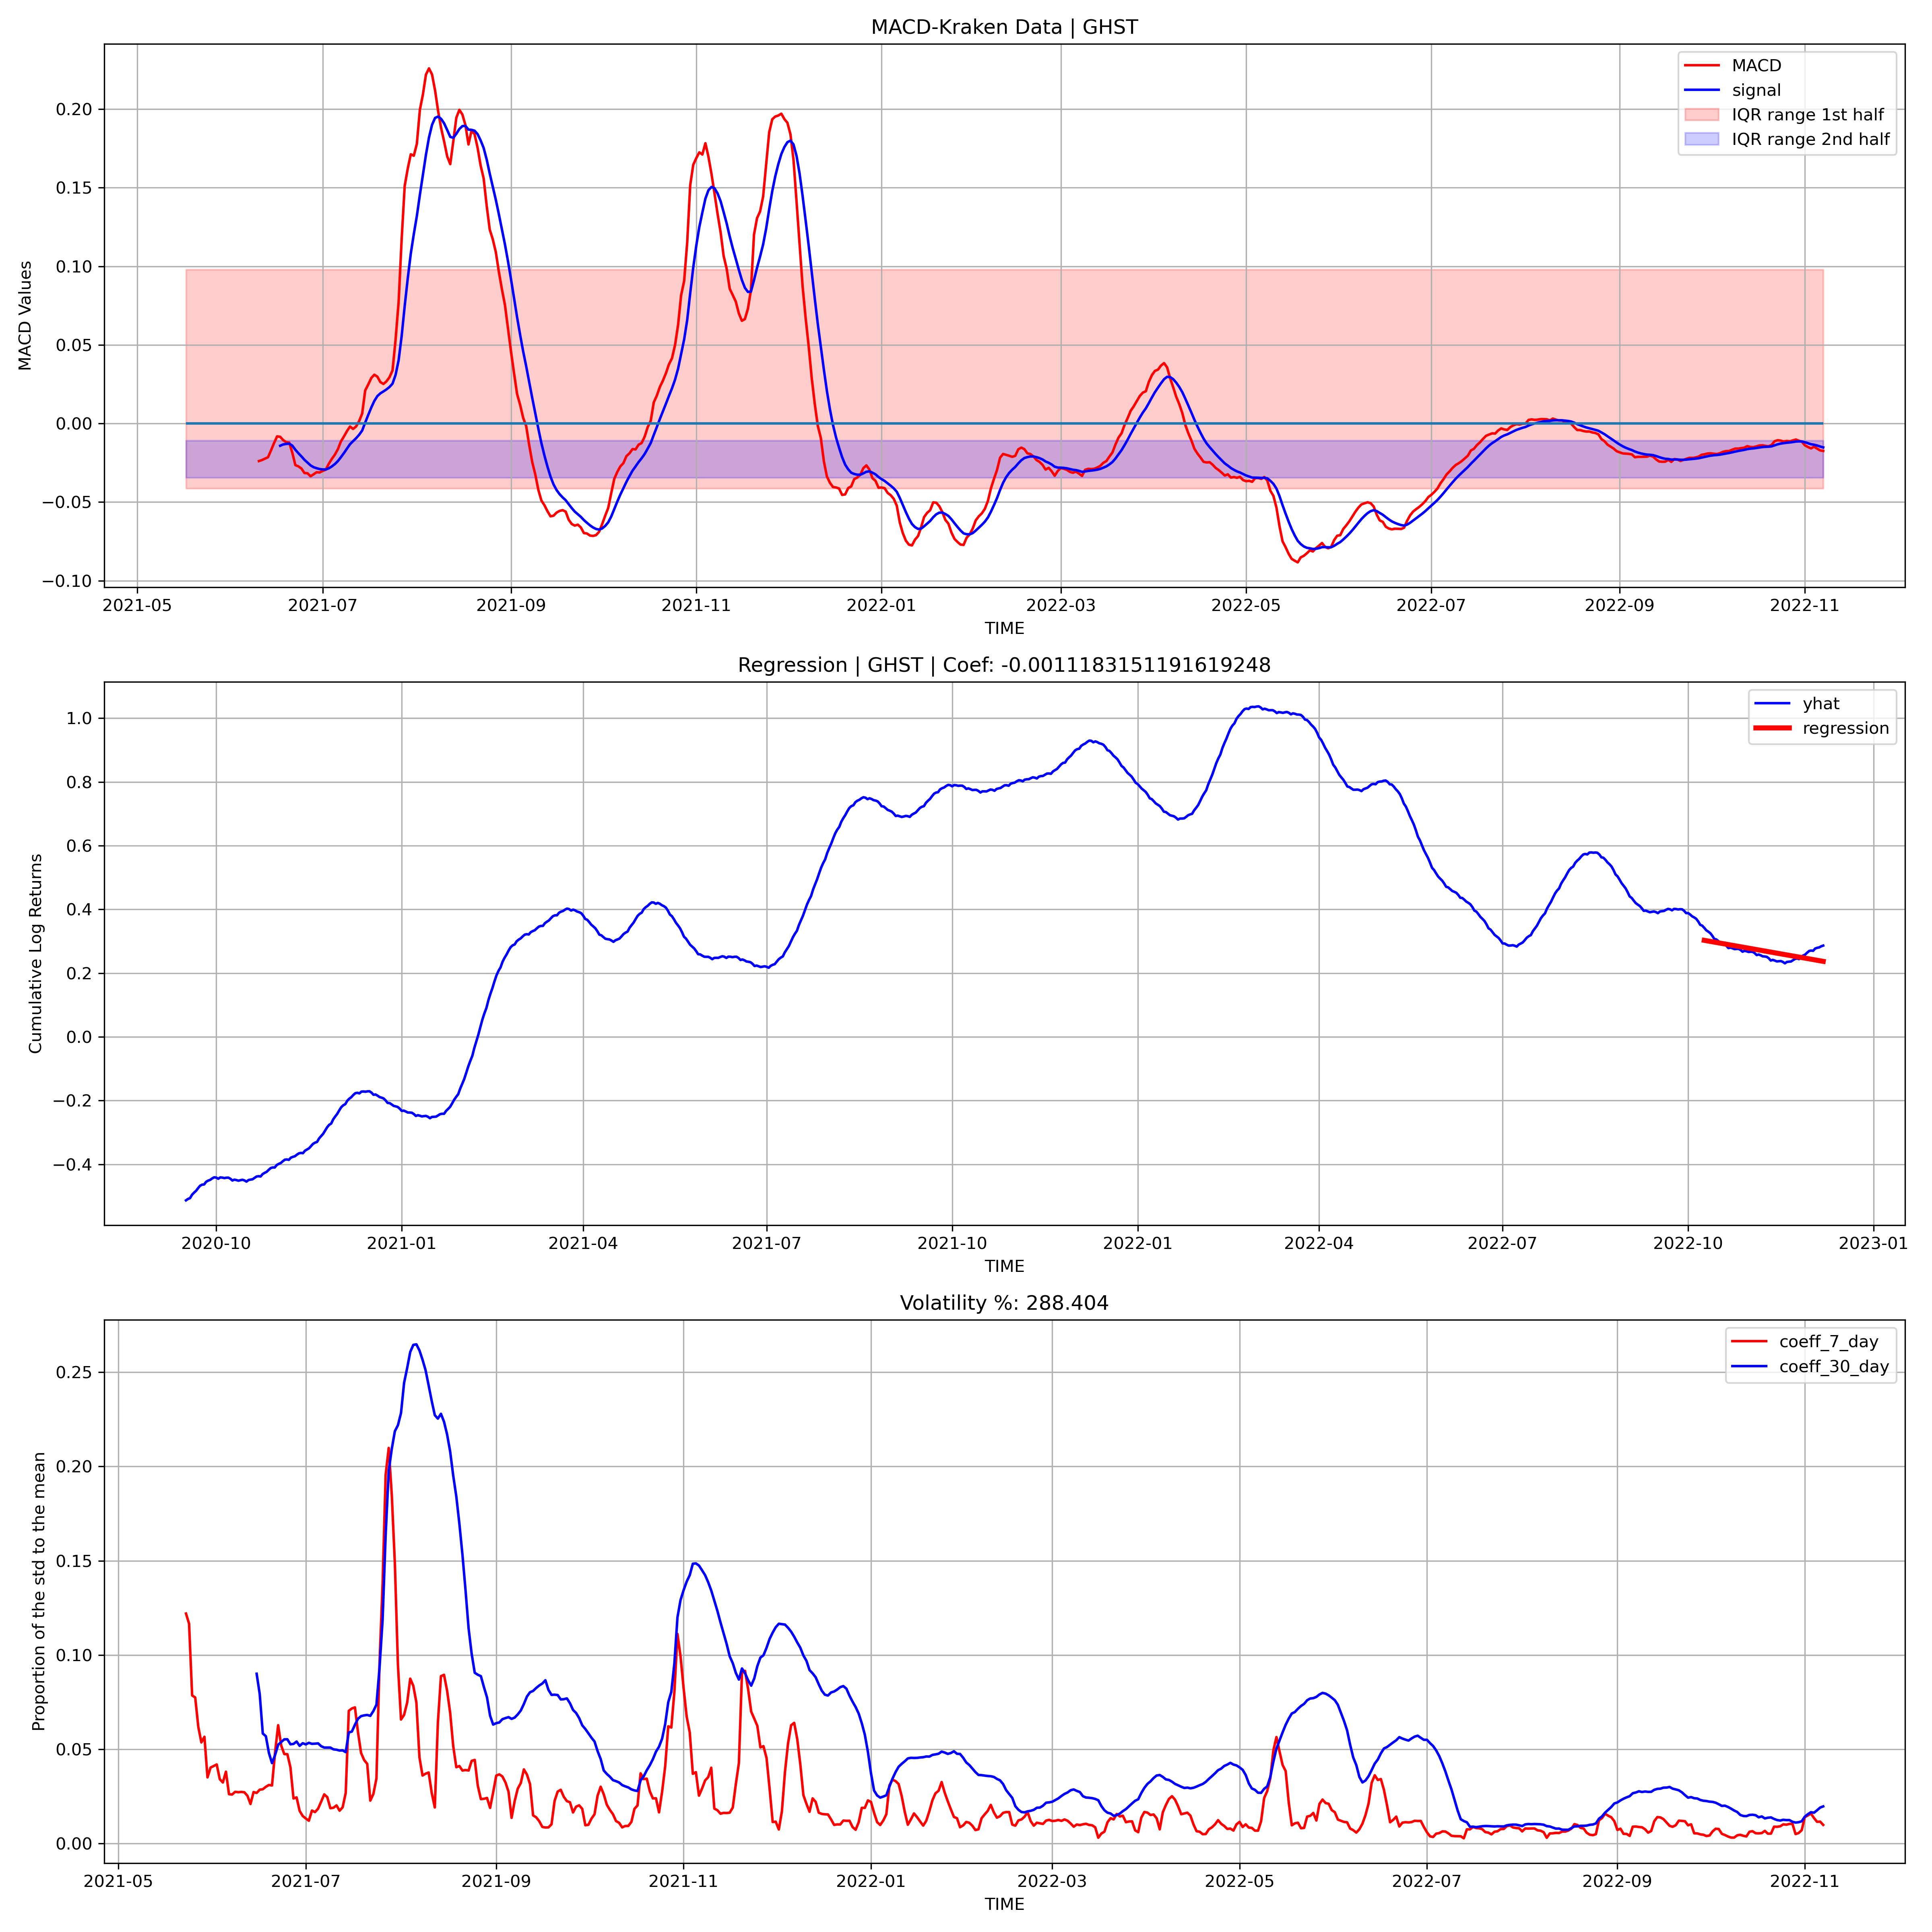 MACD-Kraken Data | GHST
MACD
signal
IQR range 1st half
IQR range 2nd half
MACD Values
0.20
0.15
0.10
0.05
0.00
−0.05
−0.10
2021-05 2021-07 2021-09 2021-11 2022-01 2022-03 2022-05 2022-07 2022-09 2022-11
TIME
Regression | GHST | Coef: -0.0011183151191619248
yhat
regression
Cumulative Log Returns
1.0
0.8
0.6
0.4
0.2
0.0
−0.2
−0.4
2020-10 2021-01 2021-04 2021-07 2021-10 2022-01 2022-04 2022-07 2022-10 2023-01
TIME
Volatility %: 288.404
coeff_7_day
coeff_30_day
Proportion of the std to the mean
0.25
0.20
0.15
0.10
0.05
0.00
2021-05 2021-07 2021-09 2021-11 2022-01 2022-03 2022-05 2022-07 2022-09 2022-11
TIME